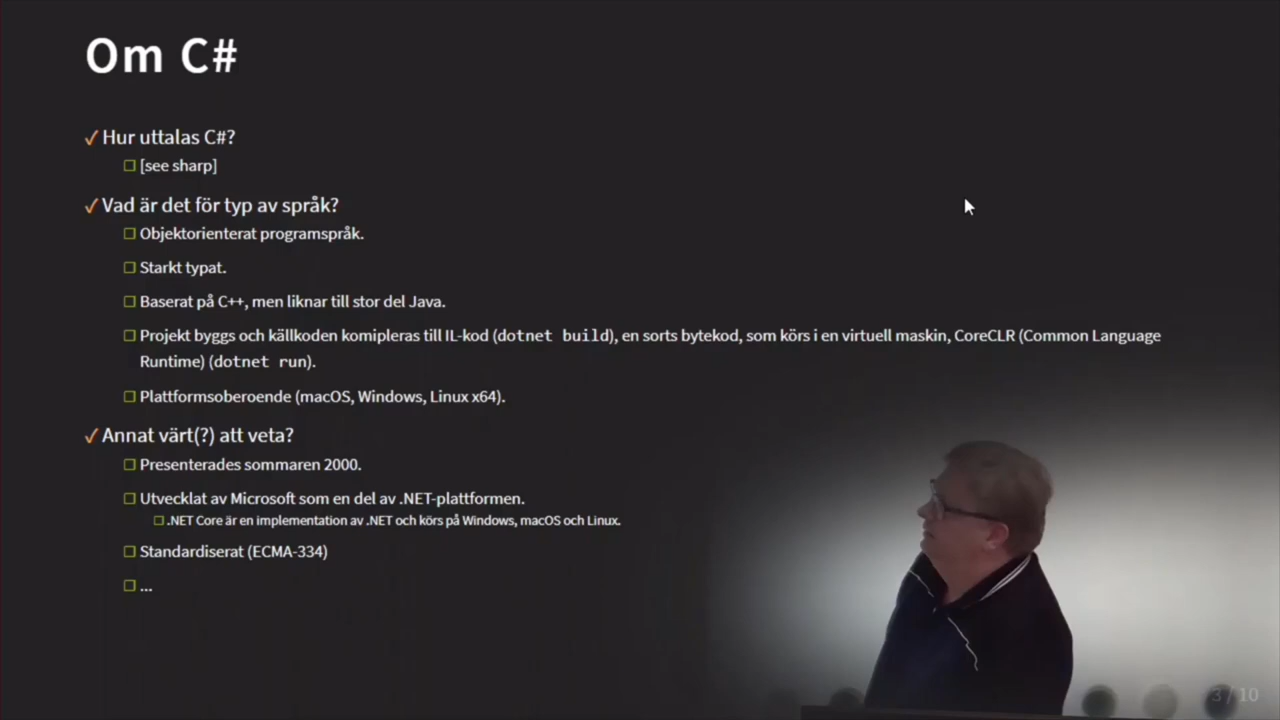 Om C#
✓ Hur uttalas C#?
☐ [see sharp]
✓ Vad är det för typ av språk?
☐ Objektorienterat programspråk.
☐ Starkt typat.
☐ Baserat på C++, men liknar till stor del Java.
☐ Projekt byggs och källkoden komipleras till IL-kod (dotnet build), en sorts bytekod, som körs i en virtuell maskin, CoreCLR (Common Language
Runtime) (dotnet run).
☐ Plattformsoberoende (macOS, Windows, Linux x64).
✓ Annat värt(?) att veta?
☐ Presenterades sommaren 2000.
☐ Utvecklat av Microsoft som en del av .NET-plattformen.
☐ .NET Core är en implementation av .NET och körs på Windows, macOS och Linux.
☐ Standardiserat (ECMA-334)
☐ ...
3 / 10